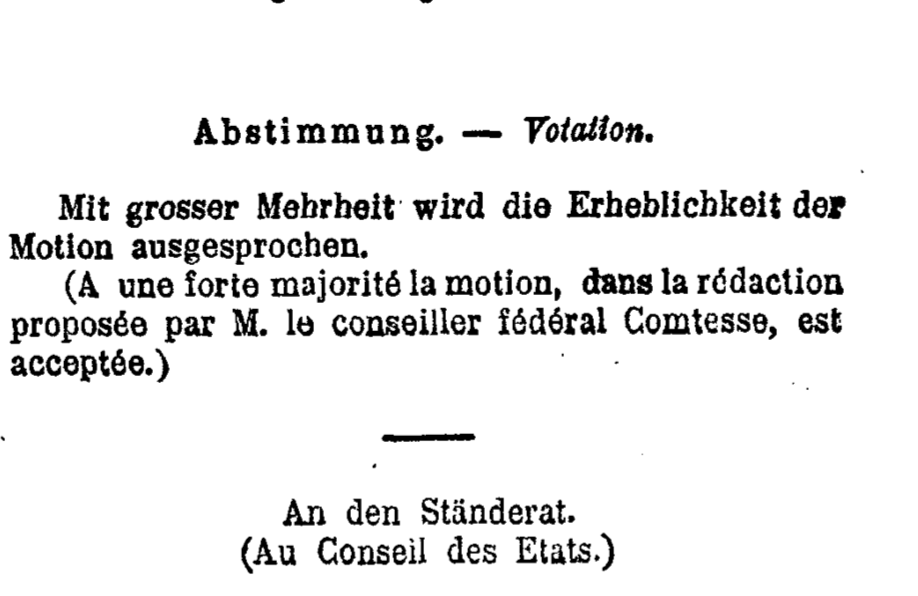 Abstimmung. — Votation.
Mit grosser Mehrheit wird die Erheblichkeit der
Motion ausgesprochen.
(A une forte majorité la motion, dans la rédaction
proposée par M. le conseiller fédéral Comtesse, est
acceptée.)
An den Ständerat.
(Au Conseil des Etats.)